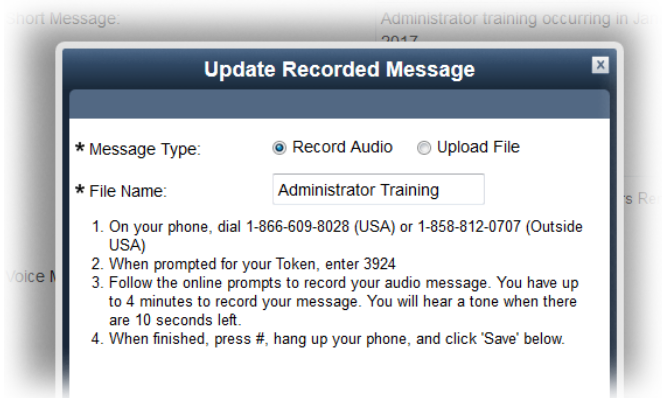 Short Message:
Administrator training occurring in Jan
2017
Update Recorded Message
x
* Message Type:
Record Audio
Upload File
* File Name:
Administrator Training
1. On your phone, dial 1-866-609-8028 (USA) or 1-858-812-0707 (Outside
USA)
2. When prompted for your Token, enter 3924
3. Follow the online prompts to record your audio message. You have up
to 4 minutes to record your message. You will hear a tone when there
are 10 seconds left.
4. When finished, press #, hang up your phone, and click 'Save' below.
Voice